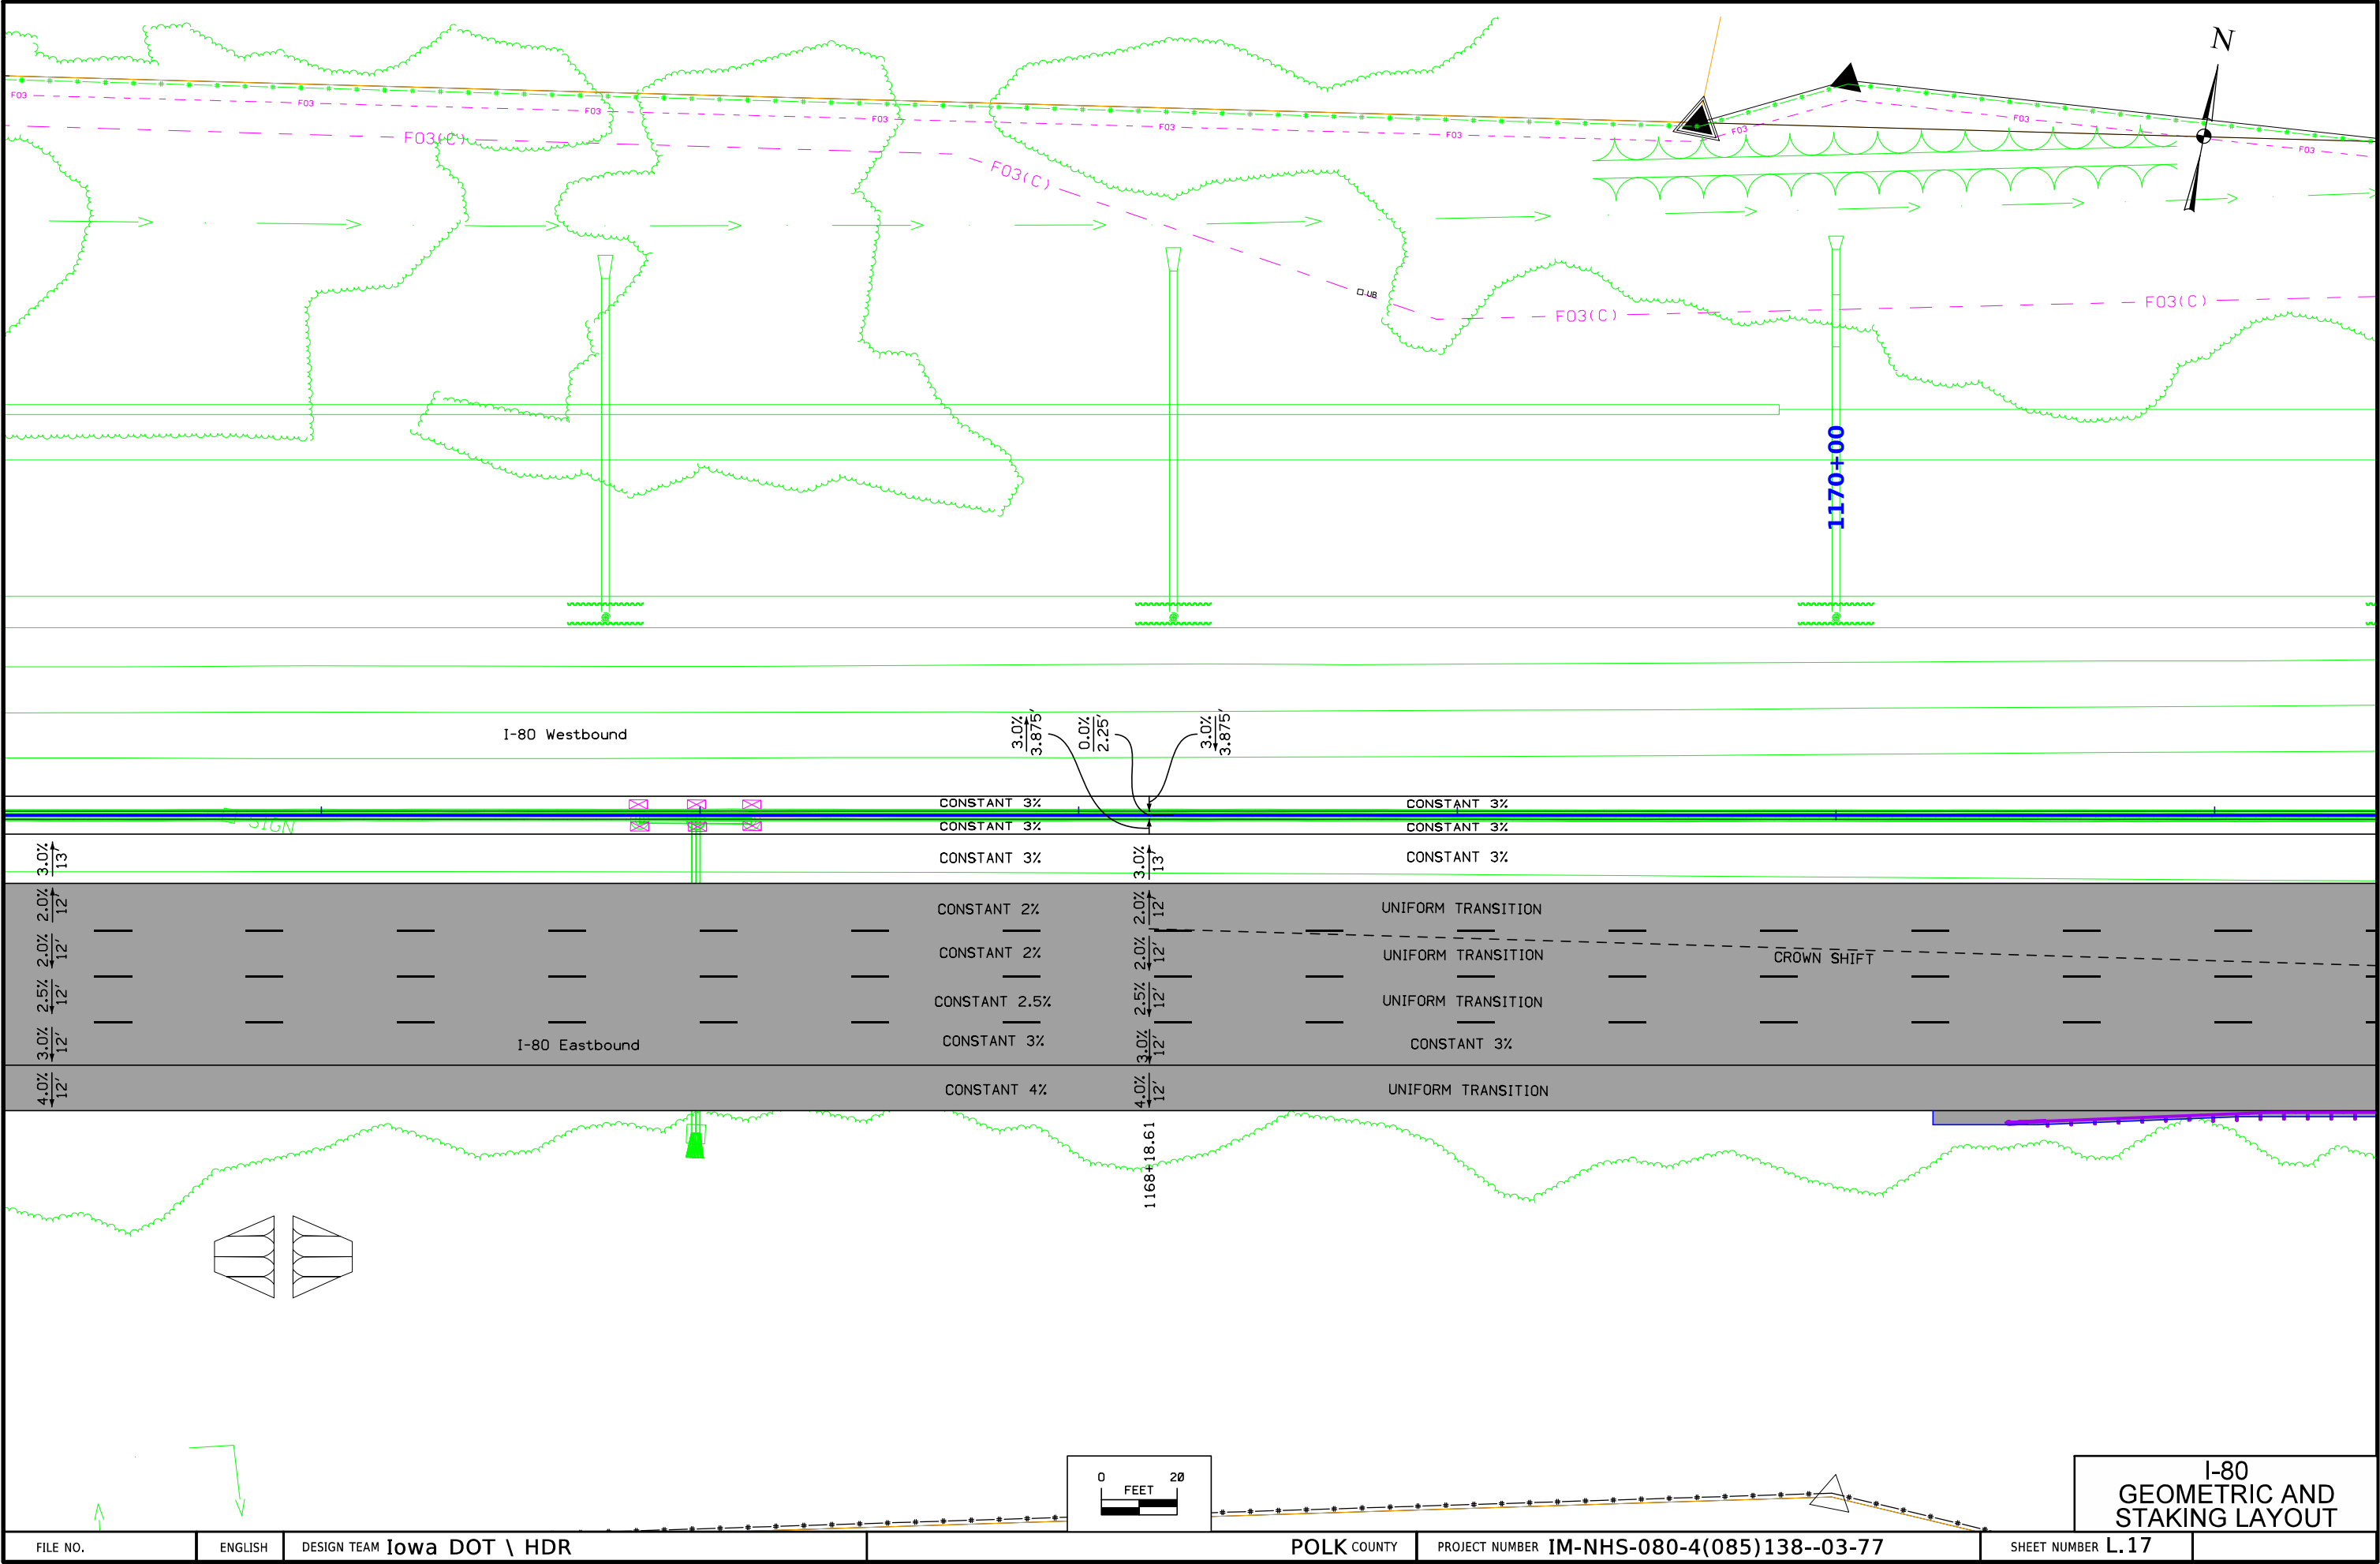 N
F03 F03 F03 F03 F03 F03 F03 F03 F03
F03(C) F03(C)
UB
F03(C) F03(C)
1170+00
I-80 Westbound
3.0% 3.875' 0.0% 2.25' 3.0% 3.875'
SIGN
CONSTANT 3% CONSTANT 3%
CONSTANT 3% CONSTANT 3%
3.0% 13' CONSTANT 3% 3.0% 13' CONSTANT 3%
2.0% 12' CONSTANT 2% 2.0% 12' UNIFORM TRANSITION
2.0% 12' CONSTANT 2% 2.0% 12' UNIFORM TRANSITION CROWN SHIFT
2.5% 12' CONSTANT 2.5% 2.5% 12' UNIFORM TRANSITION
3.0% 12' I-80 Eastbound CONSTANT 3% 3.0% 12' CONSTANT 3%
4.0% 12' CONSTANT 4% 4.0% 12' UNIFORM TRANSITION
1168+18.61
0 20
FEET
I-80
GEOMETRIC AND
STAKING LAYOUT
FILE NO. ENGLISH DESIGN TEAM Iowa DOT \ HDR POLK COUNTY PROJECT NUMBER IM-NHS-080-4(085)138--03-77 SHEET NUMBER L.17